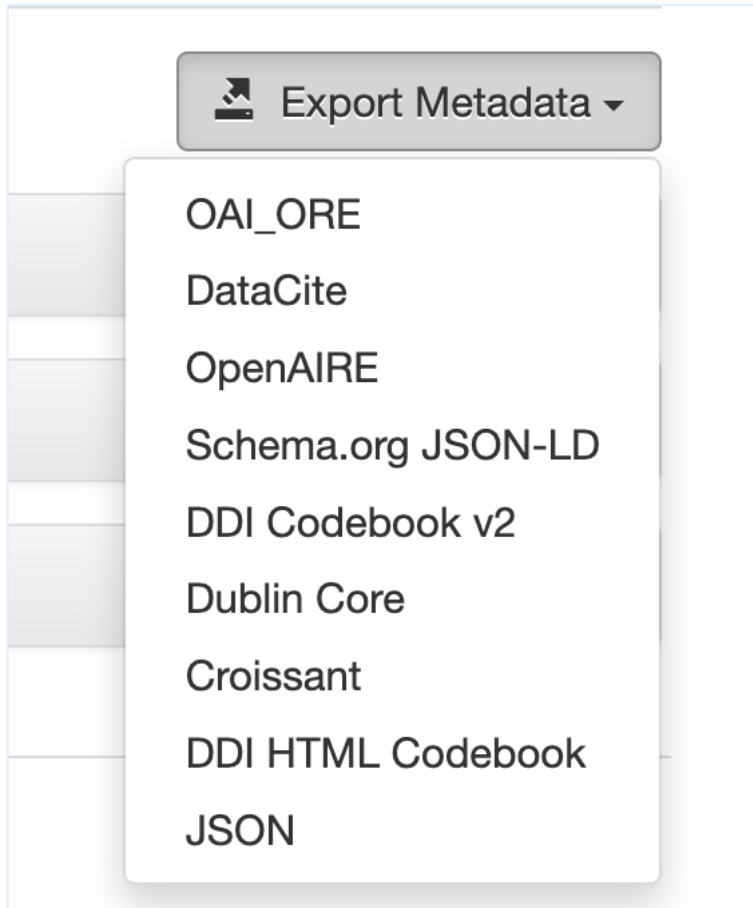 Export Metadata
OAI_ORE
DataCite
OpenAIRE
Schema.org JSON-LD
DDI Codebook v2
Dublin Core
Croissant
DDI HTML Codebook
JSON